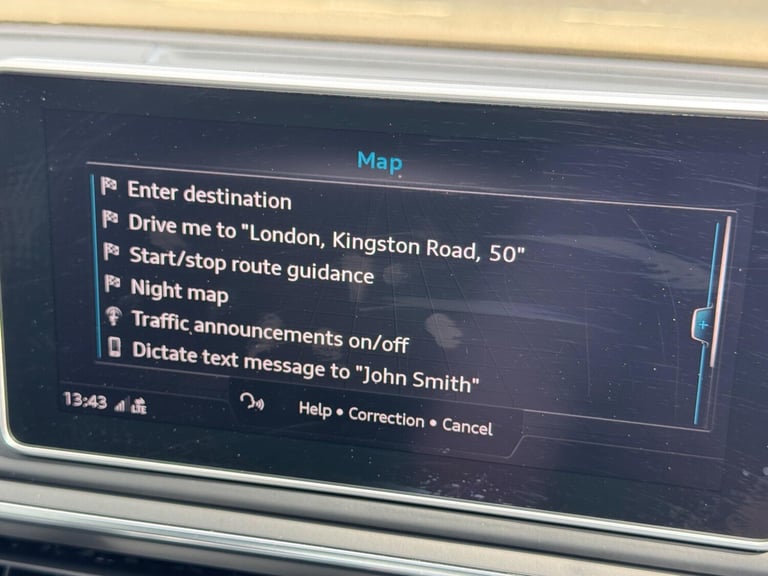 Map
Enter destination
Drive me to "London, Kingston Road, 50"
Start/stop route guidance
Night map
Traffic announcements on/off
Dictate text message to "John Smith"
13:43 LTE
Help • Correction • Cancel